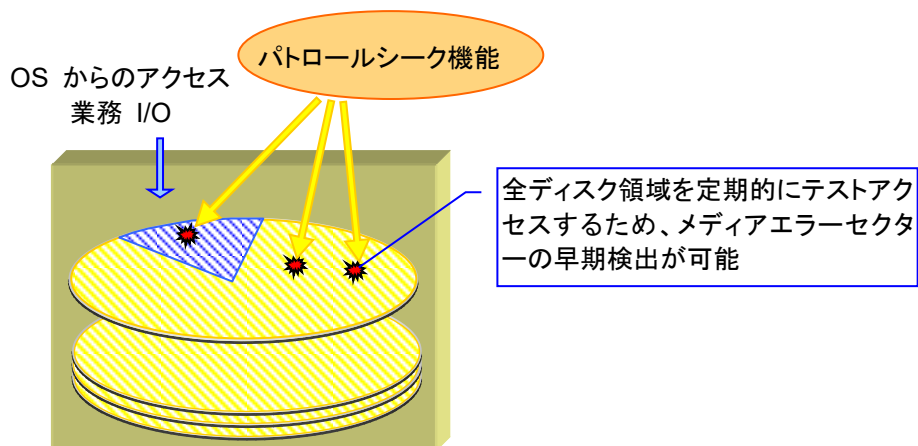 パトロールシーク機能
OS からのアクセス
業務 I/O
全ディスク領域を定期的にテストアク
セスするため、メディアエラーセクタ
ーの早期検出が可能